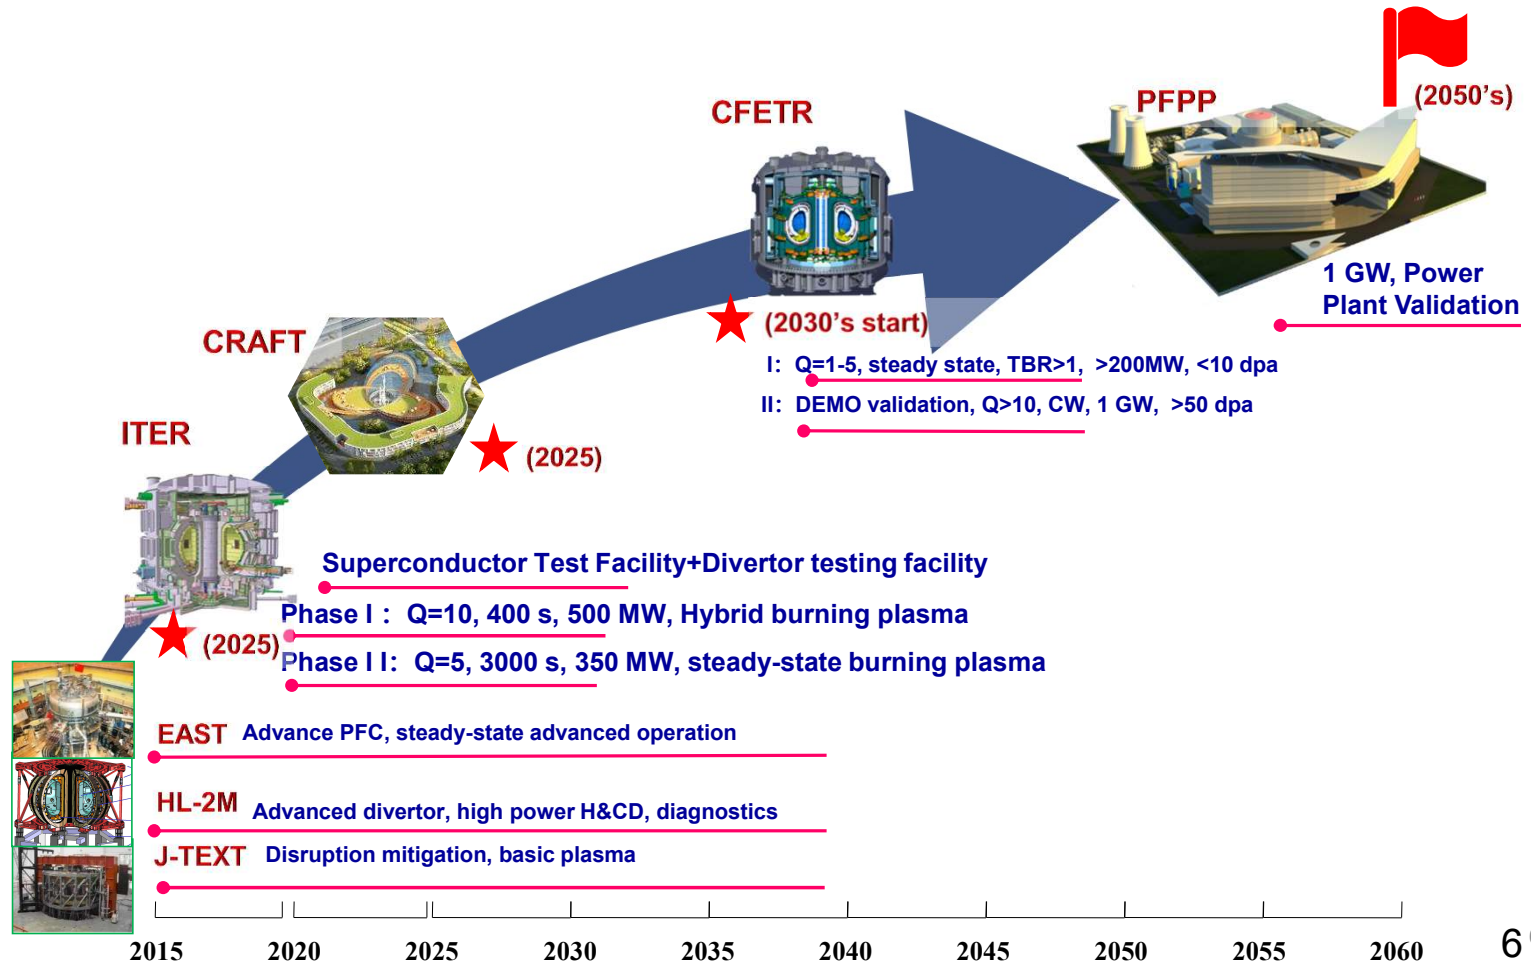 PFPP
(2050's)
CFETR
1 GW, Power
Plant Validation
(2030's start)
CRAFT
I: Q=1-5, steady state, TBR>1, >200MW, <10 dpa
II: DEMO validation, Q>10, CW, 1 GW, >50 dpa
ITER
(2025)
Superconductor Test Facility+Divertor testing facility
Phase I : Q=10, 400 s, 500 MW, Hybrid burning plasma
(2025)
Phase I I: Q=5, 3000 s, 350 MW, steady-state burning plasma
EAST Advance PFC, steady-state advanced operation
HL-2M Advanced divertor, high power H&CD, diagnostics
J-TEXT Disruption mitigation, basic plasma
2015 2020 2025 2030 2035 2040 2045 2050 2055 2060
6